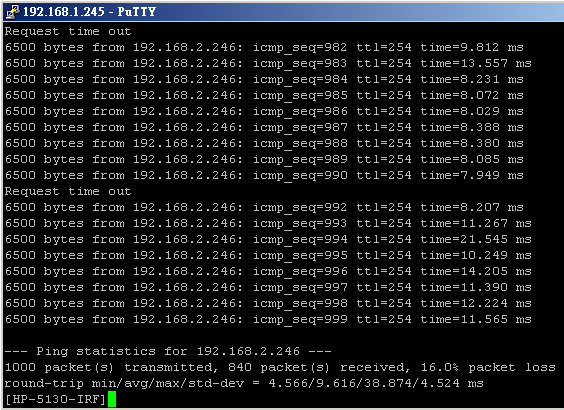 192.168.1.245 - PuTTY
Request time out
6500 bytes from 192.168.2.246: icmp_seq=982 ttl=254 time=9.812 ms
6500 bytes from 192.168.2.246: icmp_seq=983 ttl=254 time=13.557 ms
6500 bytes from 192.168.2.246: icmp_seq=984 ttl=254 time=8.231 ms
6500 bytes from 192.168.2.246: icmp_seq=985 ttl=254 time=8.072 ms
6500 bytes from 192.168.2.246: icmp_seq=986 ttl=254 time=8.029 ms
6500 bytes from 192.168.2.246: icmp_seq=987 ttl=254 time=8.388 ms
6500 bytes from 192.168.2.246: icmp_seq=988 ttl=254 time=8.380 ms
6500 bytes from 192.168.2.246: icmp_seq=989 ttl=254 time=8.085 ms
6500 bytes from 192.168.2.246: icmp_seq=990 ttl=254 time=7.949 ms
Request time out
6500 bytes from 192.168.2.246: icmp_seq=992 ttl=254 time=8.207 ms
6500 bytes from 192.168.2.246: icmp_seq=993 ttl=254 time=11.267 ms
6500 bytes from 192.168.2.246: icmp_seq=994 ttl=254 time=21.545 ms
6500 bytes from 192.168.2.246: icmp_seq=995 ttl=254 time=10.249 ms
6500 bytes from 192.168.2.246: icmp_seq=996 ttl=254 time=14.205 ms
6500 bytes from 192.168.2.246: icmp_seq=997 ttl=254 time=11.390 ms
6500 bytes from 192.168.2.246: icmp_seq=998 ttl=254 time=12.224 ms
6500 bytes from 192.168.2.246: icmp_seq=999 ttl=254 time=11.565 ms
--- Ping statistics for 192.168.2.246 ---
1000 packet(s) transmitted, 840 packet(s) received, 16.0% packet loss
round-trip min/avg/max/std-dev = 4.566/9.616/38.874/4.524 ms
[HP-5130-IRF]